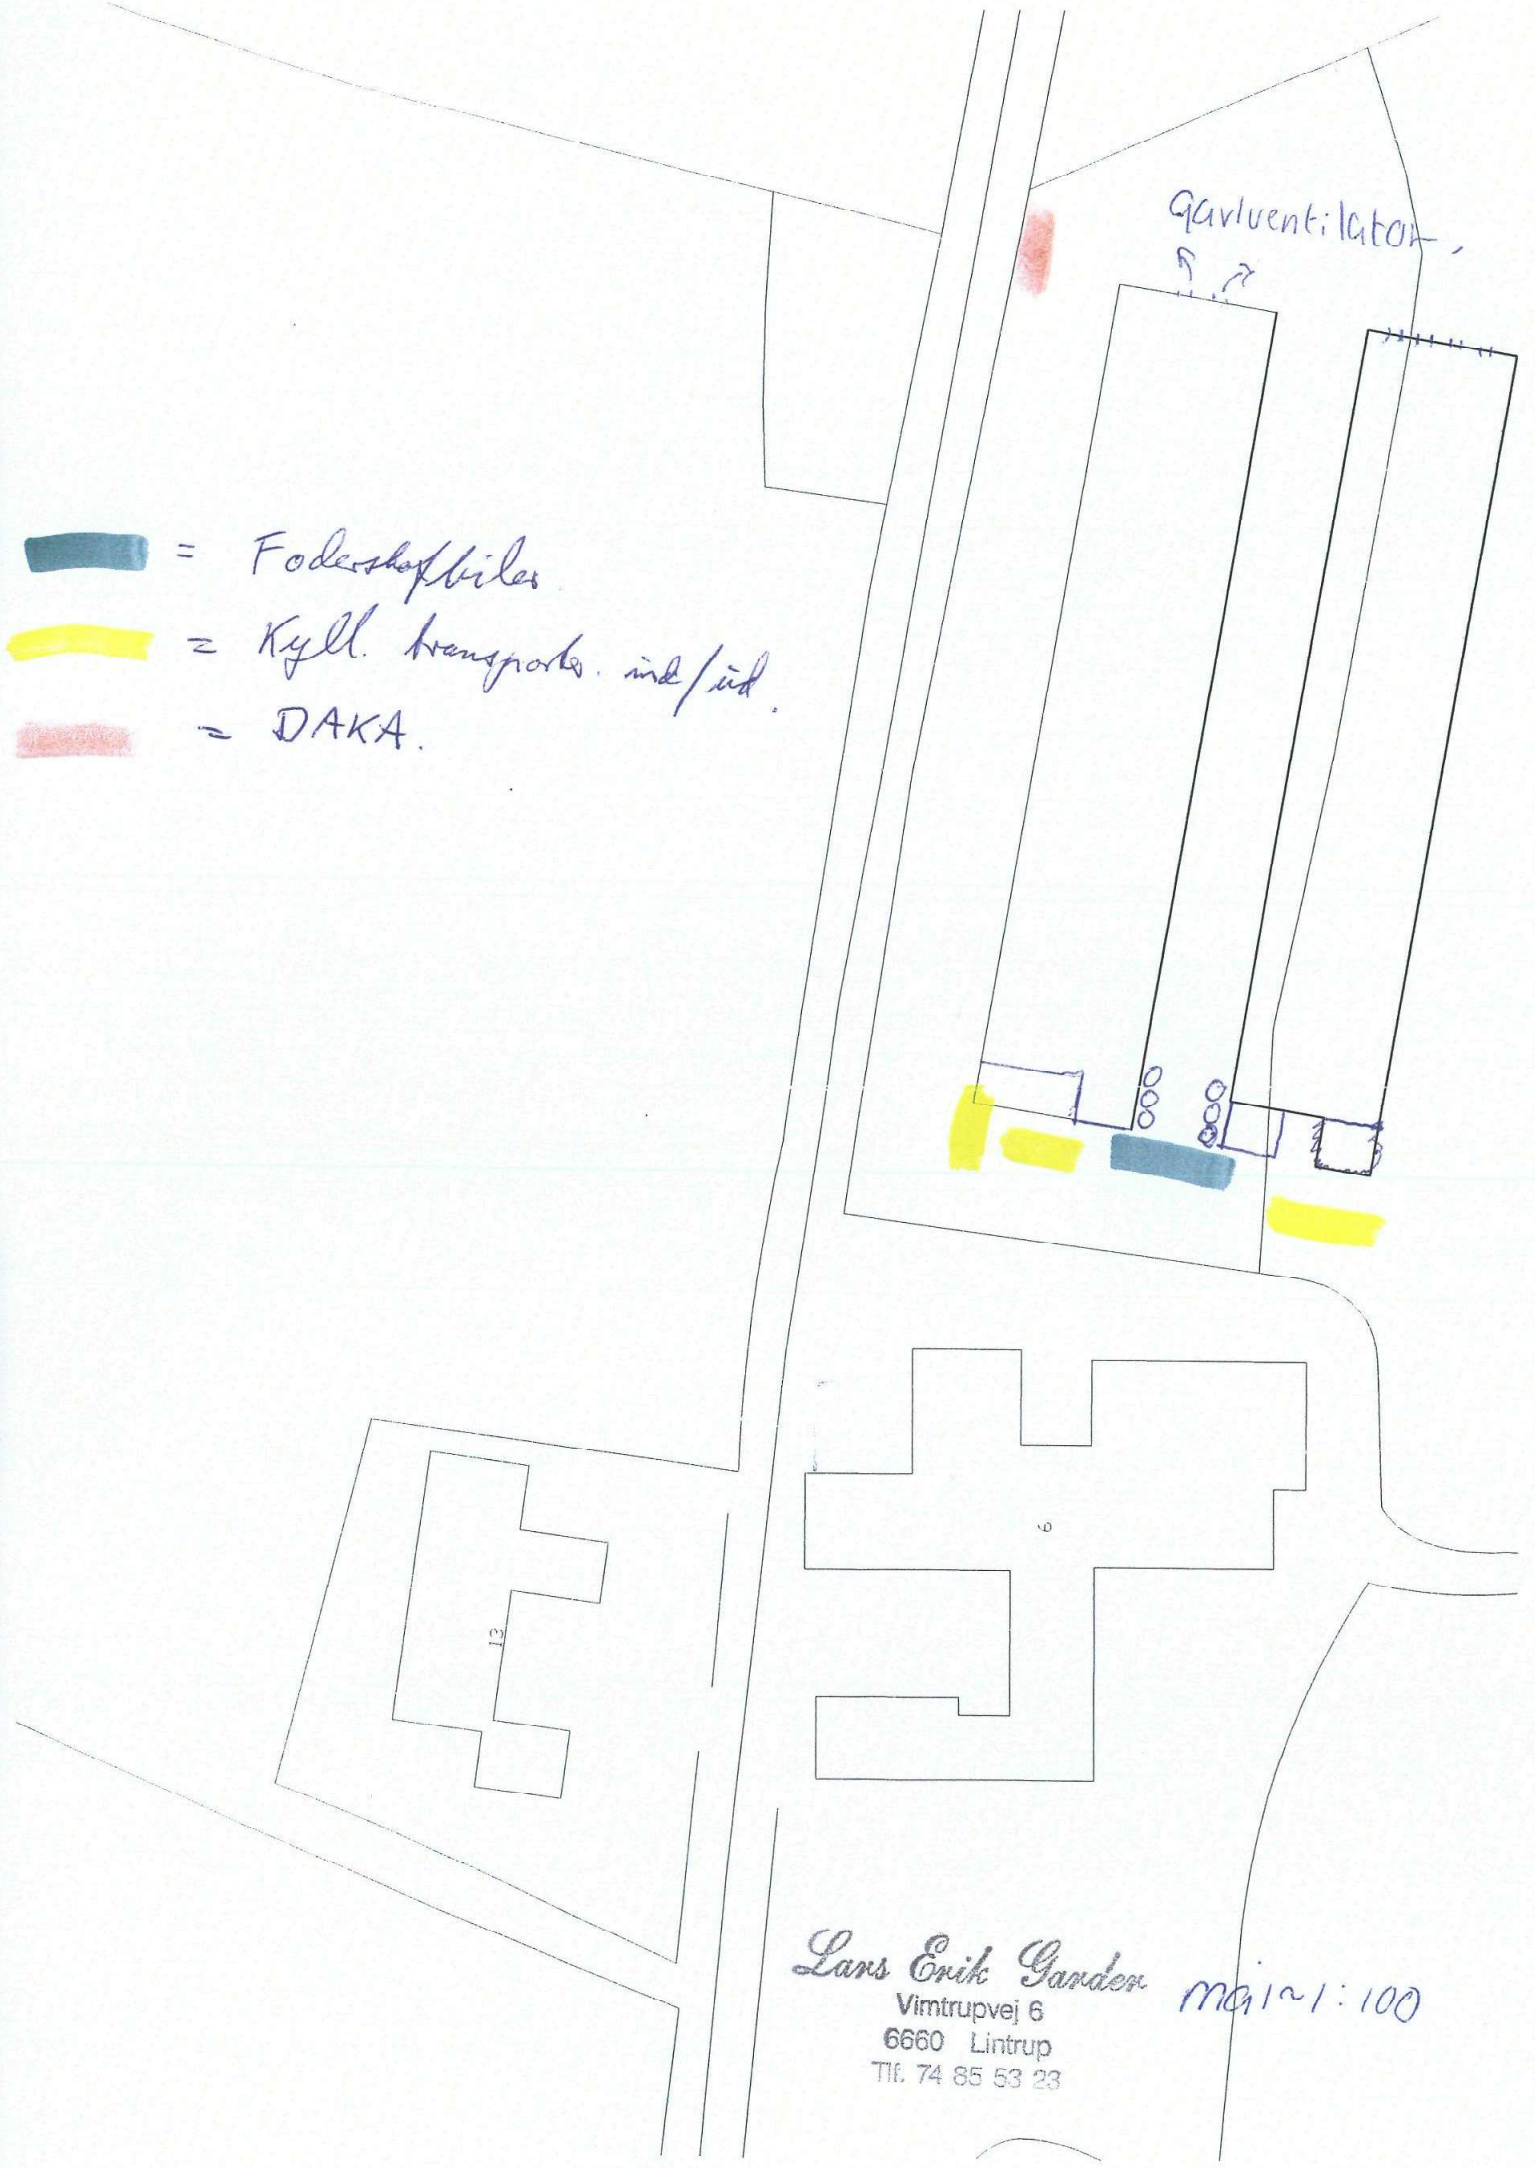 Gavlventilator.
= Foderstofbiler
= Kyll. transporter. ind/ud.
= DAKA.
6
13
Lars Erik Garder
Vimtrupvej 6
6660 Lintrup
Tlf. 74 85 53 23
mål ~ 1:100